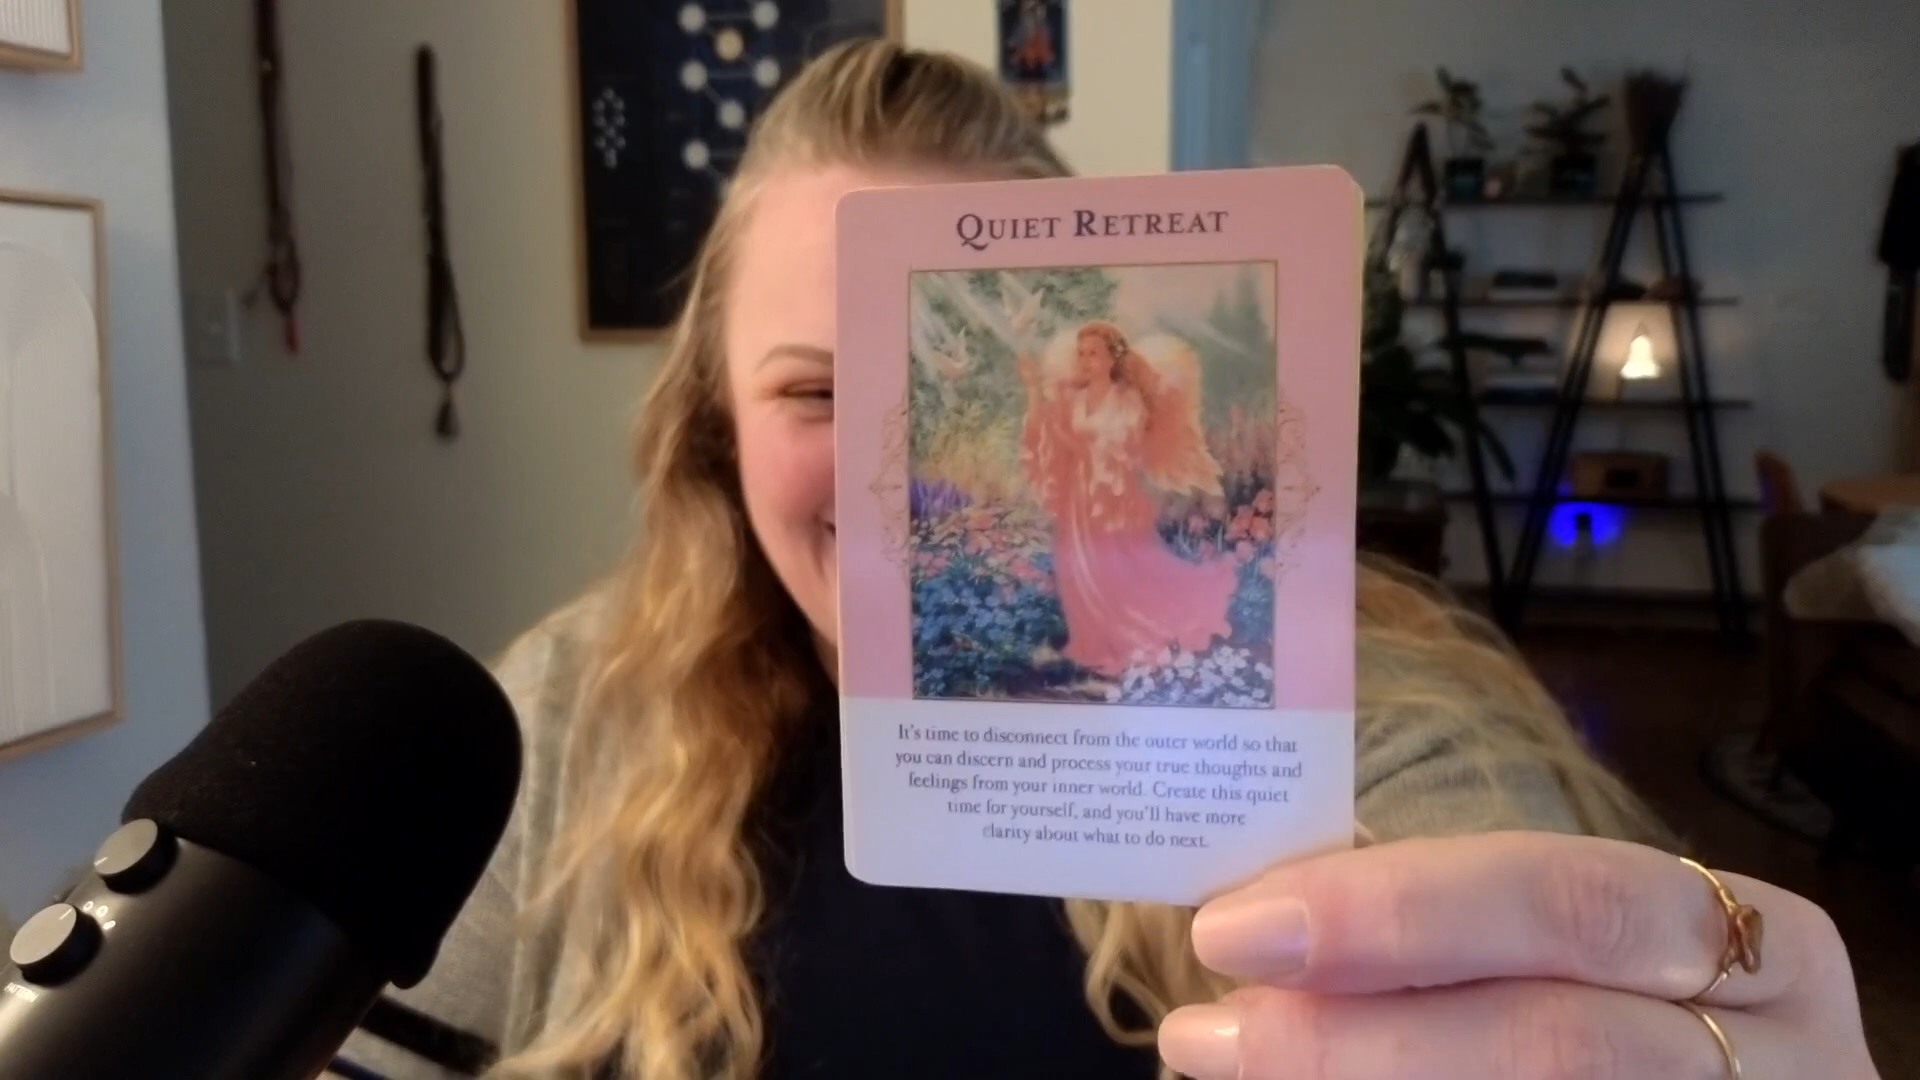 QUIET RETREAT
It's time to disconnect from the outer world so that
you can discern and process your true thoughts and
feelings from your inner world. Create this quiet
time for yourself, and you'll have more
clarity about what to do next.
PATTERN